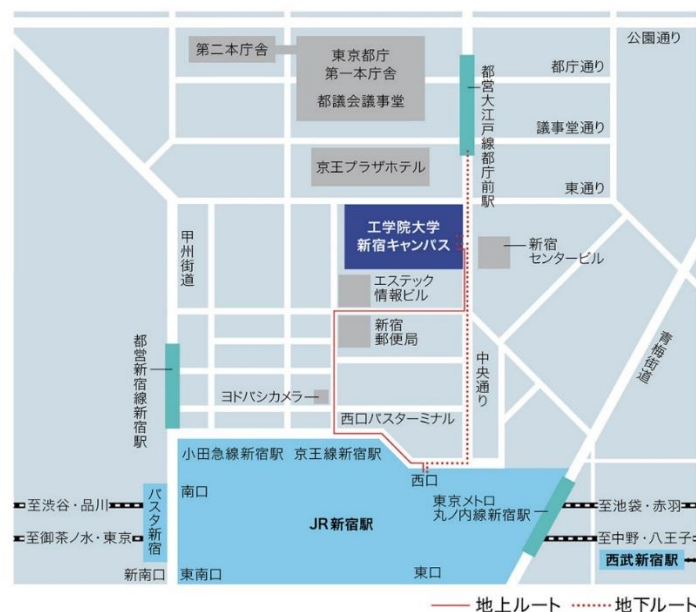 公園通り
第二本庁舎
東京都庁
第一本庁舎
都議会議事堂
都庁通り
都営大江戸線都庁前駅
議事堂通り
京王プラザホテル
東通り
工学院大学
新宿キャンパス
甲州街道
新宿
センタービル
エステック
情報ビル
新宿
郵便局
青梅街道
都営新宿線新宿駅
中央通り
ヨドバシカメラ
西口バスターミナル
小田急線新宿駅
京王線新宿駅
西口
南口
東京メトロ
丸ノ内線新宿駅
至渋谷・品川
バスタ新宿
JR新宿駅
至池袋・赤羽
至御茶ノ水・東京
至中野・八王子
西武新宿駅
新南口
東南口
東口
地上ルート
地下ルート